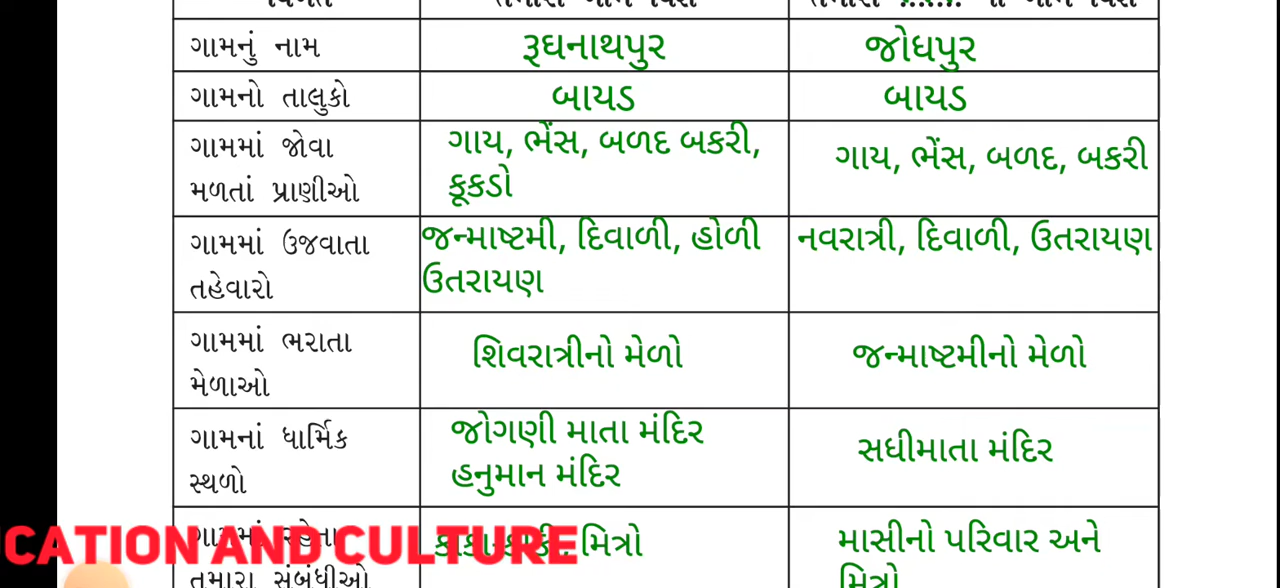 ગામનું નામ રૂઘનાથપુર જોધપુર
ગામનો તાલુકો બાયડ બાયડ
ગામમાં જોવા મળતાં પ્રાણીઓ
ગાય, ભેંસ, બળદ બકરી,
કૂકડો
ગાય, ભેંસ, બળદ, બકરી
ગામમાં ઉજવાતા
તહેવારો
જન્માષ્ટમી, દિવાળી, હોળી
ઉતરાયણ
નવરાત્રી, દિવાળી, ઉતરાયણ
ગામમાં ભરાતા
મેળાઓ
શિવરાત્રીનો મેળો
જન્માષ્ટમીનો મેળો
ગામનાં ધાર્મિક
સ્થળો
જોગણી માતા મંદિર
હનુમાન મંદિર
સધીમાતા મંદિર
તમારા સંબંધીઓ
મિત્રો
માસીનો પરિવાર અને
મિત્રો
CATION AND CULTURE